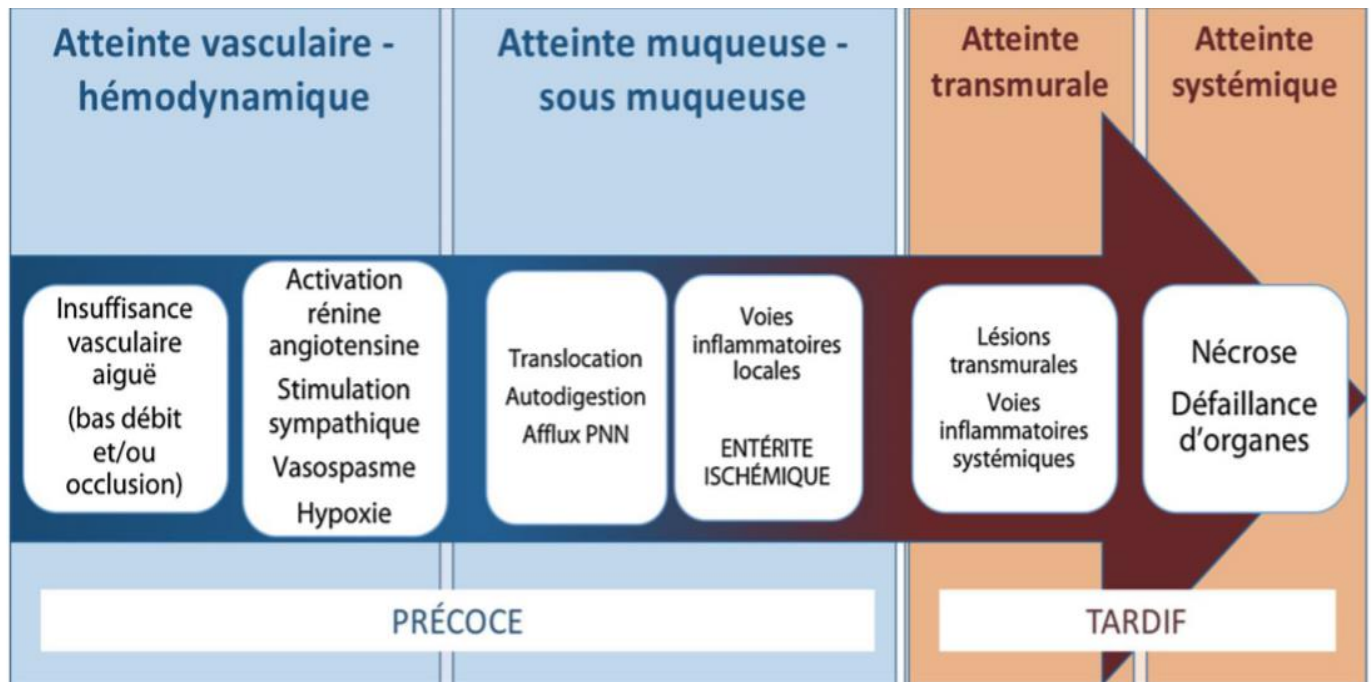 Atteinte vasculaire -
hémodynamique
Atteinte muqueuse -
sous muqueuse
Atteinte
transmurale
Atteinte
systémique
Insuffisance
vasculaire
aiguë
(bas débit
et/ou
occlusion)
Activation
rénine
angiotensine
Stimulation
sympathique
Vasospasme
Hypoxie
Translocation
Autodigestion
Afflux PNN
Voies
inflammatoires
locales
ENTÉRITE
ISCHÉMIQUE
Lésions
transmurales
Voies
inflammatoires
systémiques
Nécrose
Défaillance
d'organes
PRÉCOCE
TARDIF